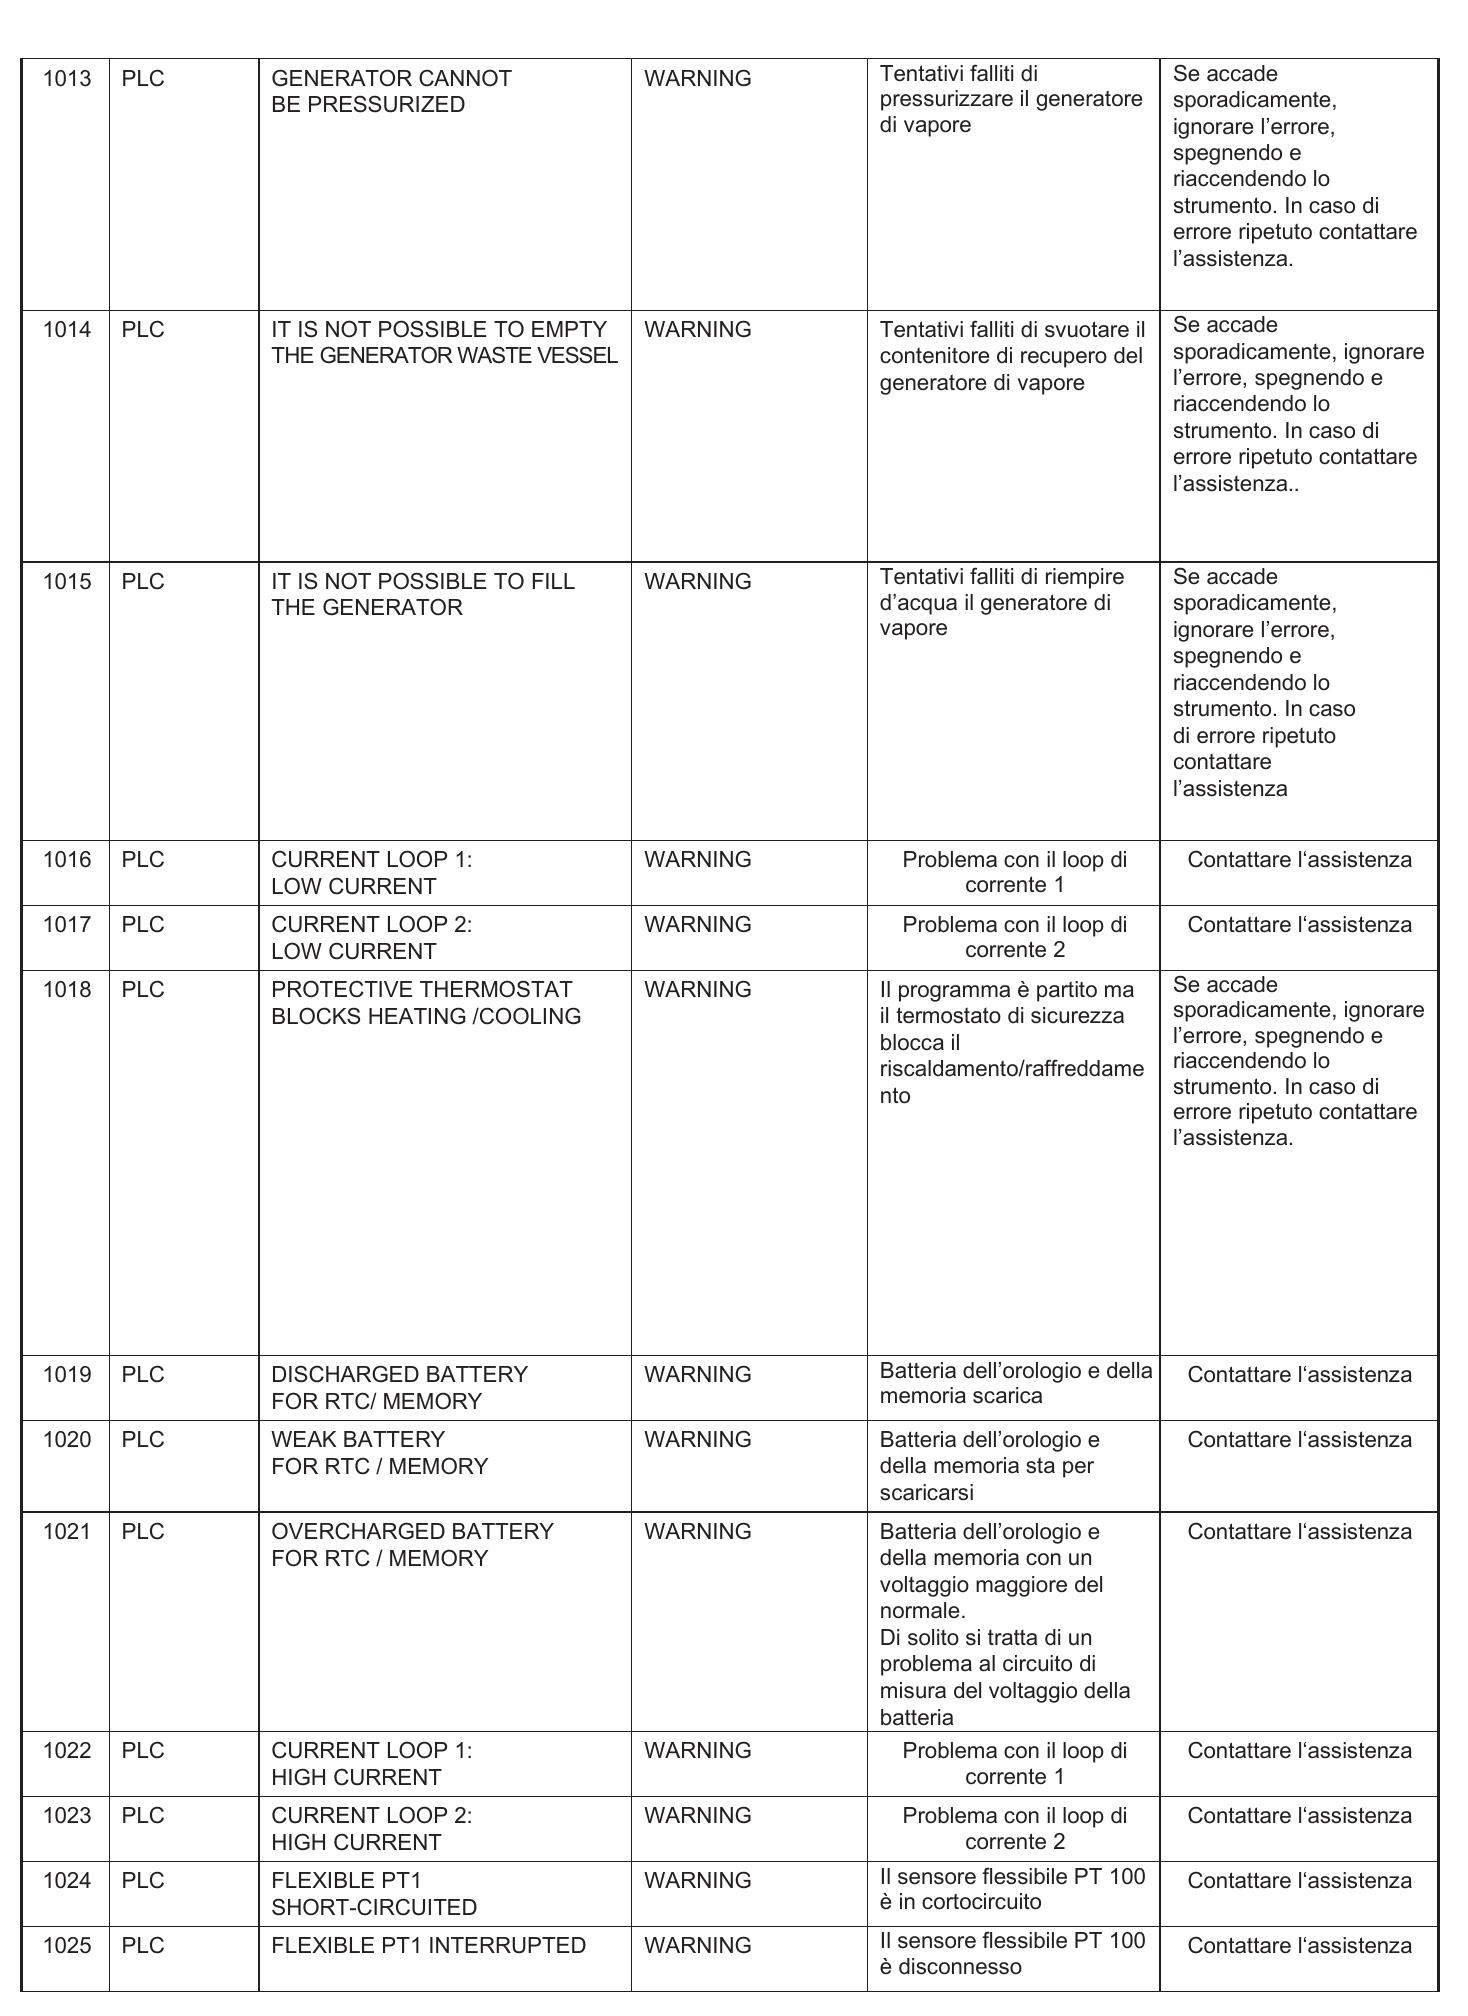 1013 PLC GENERATOR CANNOT
BE PRESSURIZED
WARNING
Tentativi falliti di
pressurizzare il generatore
di vapore
Se accade
sporadicamente,
ignorare l’errore,
spegnendo e
riaccendendo lo
strumento. In caso di
errore ripetuto contattare
l’assistenza.
1014 PLC IT IS NOT POSSIBLE TO EMPTY
THE GENERATOR WASTE VESSEL
WARNING
Tentativi falliti di svuotare il
contenitore di recupero del
generatore di vapore
Se accade
sporadicamente, ignorare
l’errore, spegnendo e
riaccendendo lo
strumento. In caso di
errore ripetuto contattare
l’assistenza..
1015 PLC IT IS NOT POSSIBLE TO FILL
THE GENERATOR
WARNING
Tentativi falliti di riempire
d’acqua il generatore di
vapore
Se accade
sporadicamente,
ignorare l’errore,
spegnendo e
riaccendendo lo
strumento. In caso
di errore ripetuto
contattare
l’assistenza
1016 PLC CURRENT LOOP 1:
LOW CURRENT
WARNING
Problema con il loop di
corrente 1
Contattare l‘assistenza
1017 PLC CURRENT LOOP 2:
LOW CURRENT
WARNING
Problema con il loop di
corrente 2
Contattare l‘assistenza
1018 PLC PROTECTIVE THERMOSTAT
BLOCKS HEATING /COOLING
WARNING
Il programma è partito ma
il termostato di sicurezza
blocca il
riscaldamento/raffreddame
nto
Se accade
sporadicamente, ignorare
l’errore, spegnendo e
riaccendendo lo
strumento. In caso di
errore ripetuto contattare
l’assistenza.
1019 PLC DISCHARGED BATTERY
FOR RTC/ MEMORY
WARNING
Batteria dell’orologio e della
memoria scarica
Contattare l‘assistenza
1020 PLC WEAK BATTERY
FOR RTC / MEMORY
WARNING
Batteria dell’orologio e
della memoria sta per
scaricarsi
Contattare l‘assistenza
1021 PLC OVERCHARGED BATTERY
FOR RTC / MEMORY
WARNING
Batteria dell’orologio e
della memoria con un
voltaggio maggiore del
normale.
Di solito si tratta di un
problema al circuito di
misura del voltaggio della
batteria
Contattare l‘assistenza
1022 PLC CURRENT LOOP 1:
HIGH CURRENT
WARNING
Problema con il loop di
corrente 1
Contattare l‘assistenza
1023 PLC CURRENT LOOP 2:
HIGH CURRENT
WARNING
Problema con il loop di
corrente 2
Contattare l‘assistenza
1024 PLC FLEXIBLE PT1
SHORT-CIRCUITED
WARNING
Il sensore flessibile PT 100
è in cortocircuito
Contattare l‘assistenza
1025 PLC FLEXIBLE PT1 INTERRUPTED
WARNING
Il sensore flessibile PT 100
è disconnesso
Contattare l‘assistenza